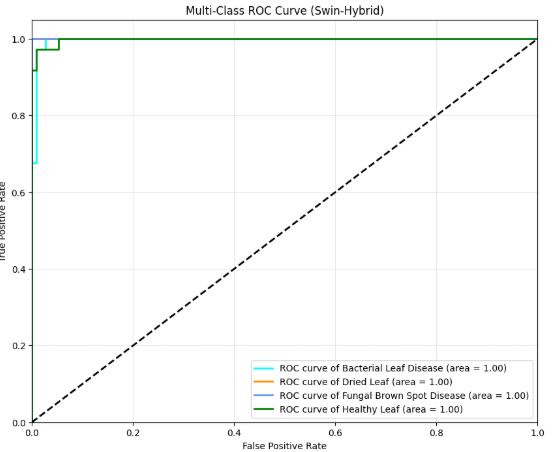 Multi-Class ROC Curve (Swin-Hybrid)
1.0
0.8
0.6
0.4
0.2
0.0
True Positive Rate
0.0 0.2 0.4 0.6 0.8 1.0
False Positive Rate
ROC curve of Bacterial Leaf Disease (area = 1.00)
ROC curve of Dried Leaf (area = 1.00)
ROC curve of Fungal Brown Spot Disease (area = 1.00)
ROC curve of Healthy Leaf (area = 1.00)